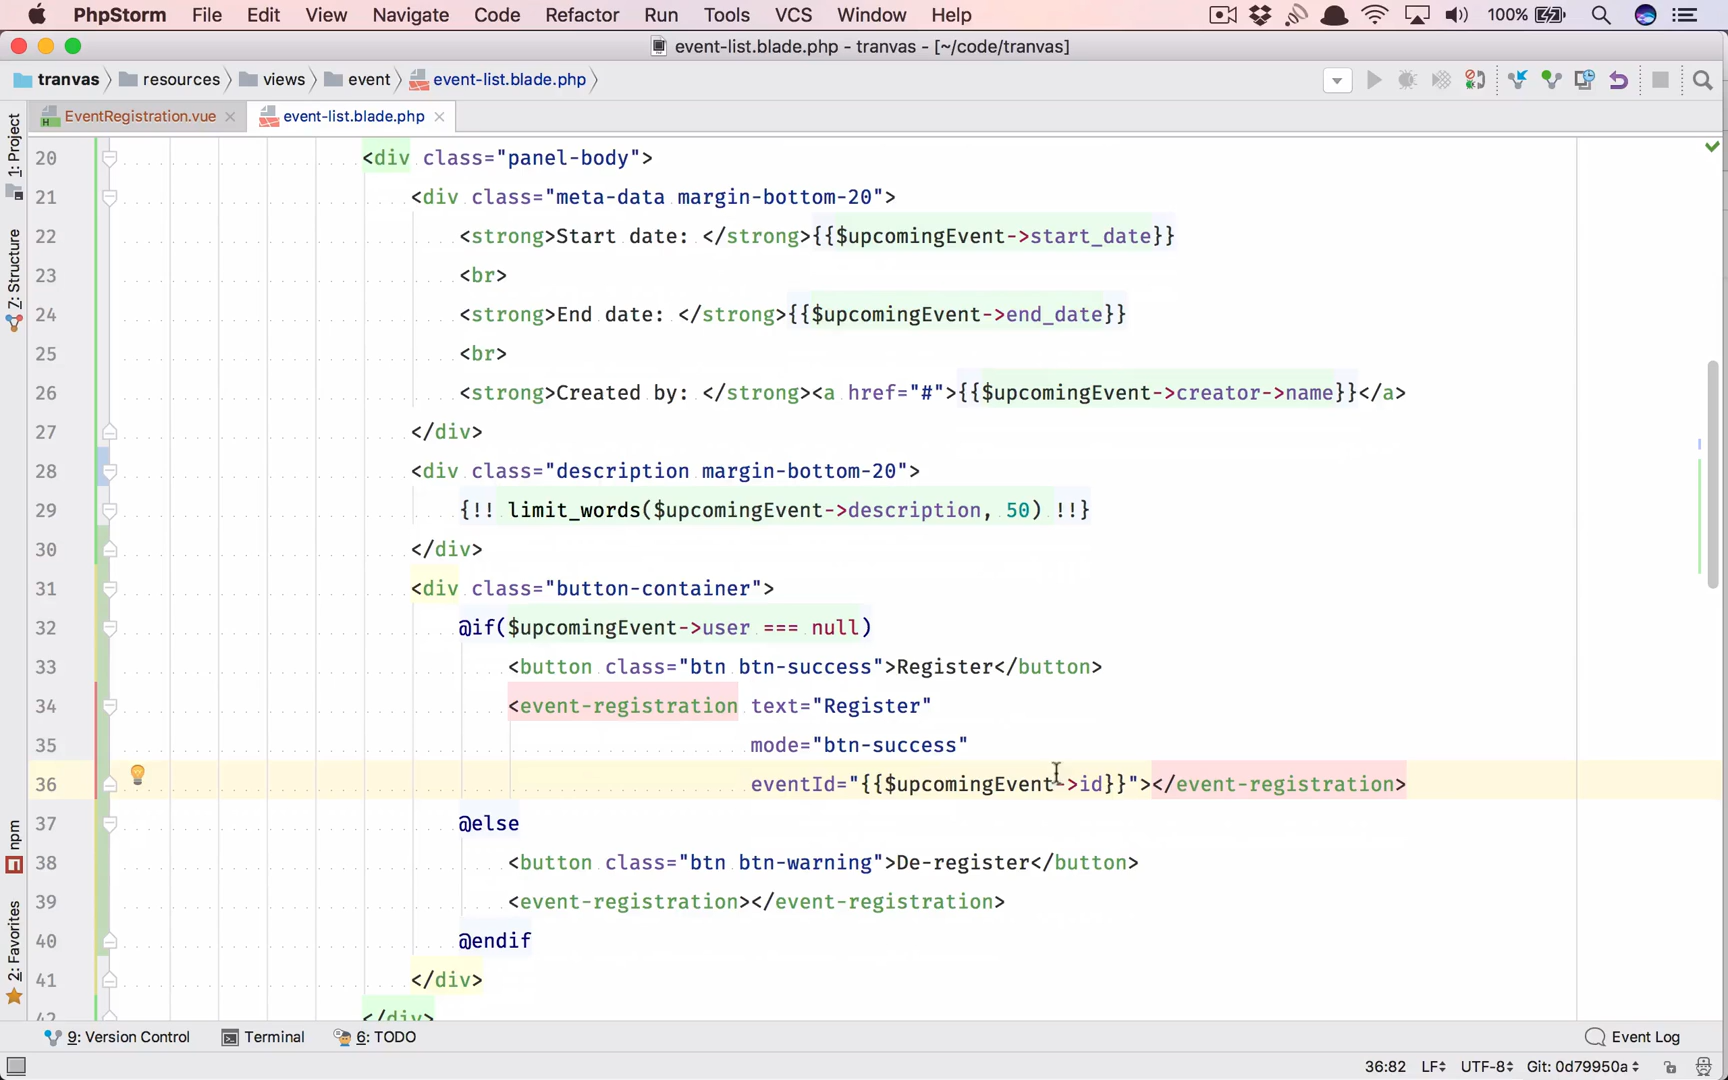 PhpStorm File Edit View Navigate Code Refactor Run Tools VCS Window Help 100%
event-list.blade.php - tranvas - [~/code/tranvas]
tranvas resources views event event-list.blade.php
EventRegistration.vue event-list.blade.php
1: Project
7: Structure
npm
2: Favorites
20 <div class="panel-body">
21 <div class="meta-data margin-bottom-20">
22 <strong>Start date: </strong>{{$upcomingEvent->start_date}}
23 <br>
24 <strong>End date: </strong>{{$upcomingEvent->end_date}}
25 <br>
26 <strong>Created by: </strong><a href="#">{{$upcomingEvent->creator->name}}</a>
27 </div>
28 <div class="description margin-bottom-20">
29 {!! limit_words($upcomingEvent->description, 50) !!}
30 </div>
31 <div class="button-container">
32 @if($upcomingEvent->user === null)
33 <button class="btn btn-success">Register</button>
34 <event-registration text="Register"
35 mode="btn-success"
36 eventId="{{$upcomingEvent->id}}"></event-registration>
37 @else
38 <button class="btn btn-warning">De-register</button>
39 <event-registration></event-registration>
40 @endif
41 </div>
42 </div>
9: Version Control Terminal 6: TODO Event Log
36:82 LF UTF-8 Git: 0d79950a